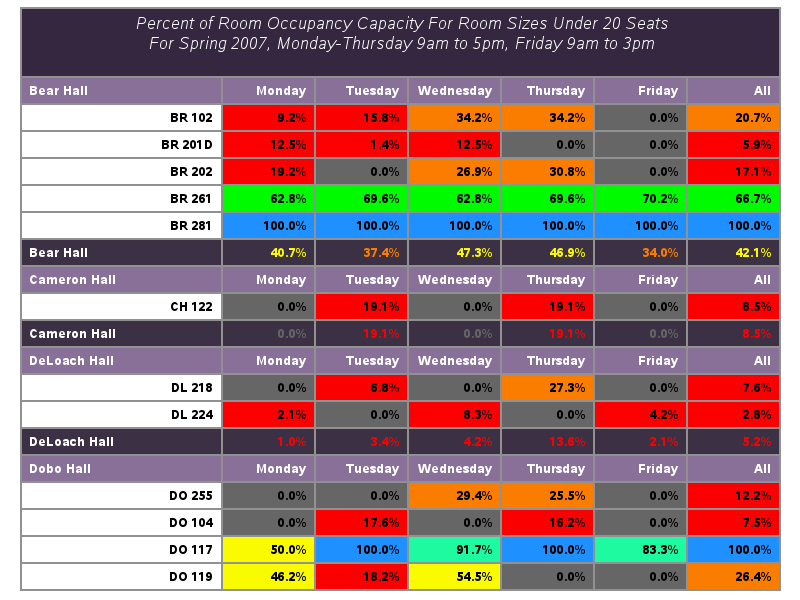 Percent of Room Occupancy Capacity For Room Sizes Under 20 Seats
For Spring 2007, Monday-Thursday 9am to 5pm, Friday 9am to 3pm
Bear Hall Monday Tuesday Wednesday Thursday Friday All
BR 102 9.2% 15.8% 34.2% 34.2% 0.0% 20.7%
BR 201D 12.5% 1.4% 12.5% 0.0% 0.0% 5.9%
BR 202 19.2% 0.0% 26.9% 30.8% 0.0% 17.1%
BR 261 62.8% 69.6% 62.8% 69.6% 70.2% 66.7%
BR 281 100.0% 100.0% 100.0% 100.0% 100.0% 100.0%
Bear Hall 40.7% 37.4% 47.3% 46.9% 34.0% 42.1%
Cameron Hall Monday Tuesday Wednesday Thursday Friday All
CH 122 0.0% 19.1% 0.0% 19.1% 0.0% 8.5%
Cameron Hall 0.0% 19.1% 0.0% 19.1% 0.0% 8.5%
DeLoach Hall Monday Tuesday Wednesday Thursday Friday All
DL 218 0.0% 6.8% 0.0% 27.3% 0.0% 7.6%
DL 224 2.1% 0.0% 8.3% 0.0% 4.2% 2.8%
DeLoach Hall 1.0% 3.4% 4.2% 13.6% 2.1% 5.2%
Dobo Hall Monday Tuesday Wednesday Thursday Friday All
DO 255 0.0% 0.0% 29.4% 25.5% 0.0% 12.2%
DO 104 0.0% 17.6% 0.0% 16.2% 0.0% 7.5%
DO 117 50.0% 100.0% 91.7% 100.0% 83.3% 100.0%
DO 119 46.2% 18.2% 54.5% 0.0% 0.0% 26.4%